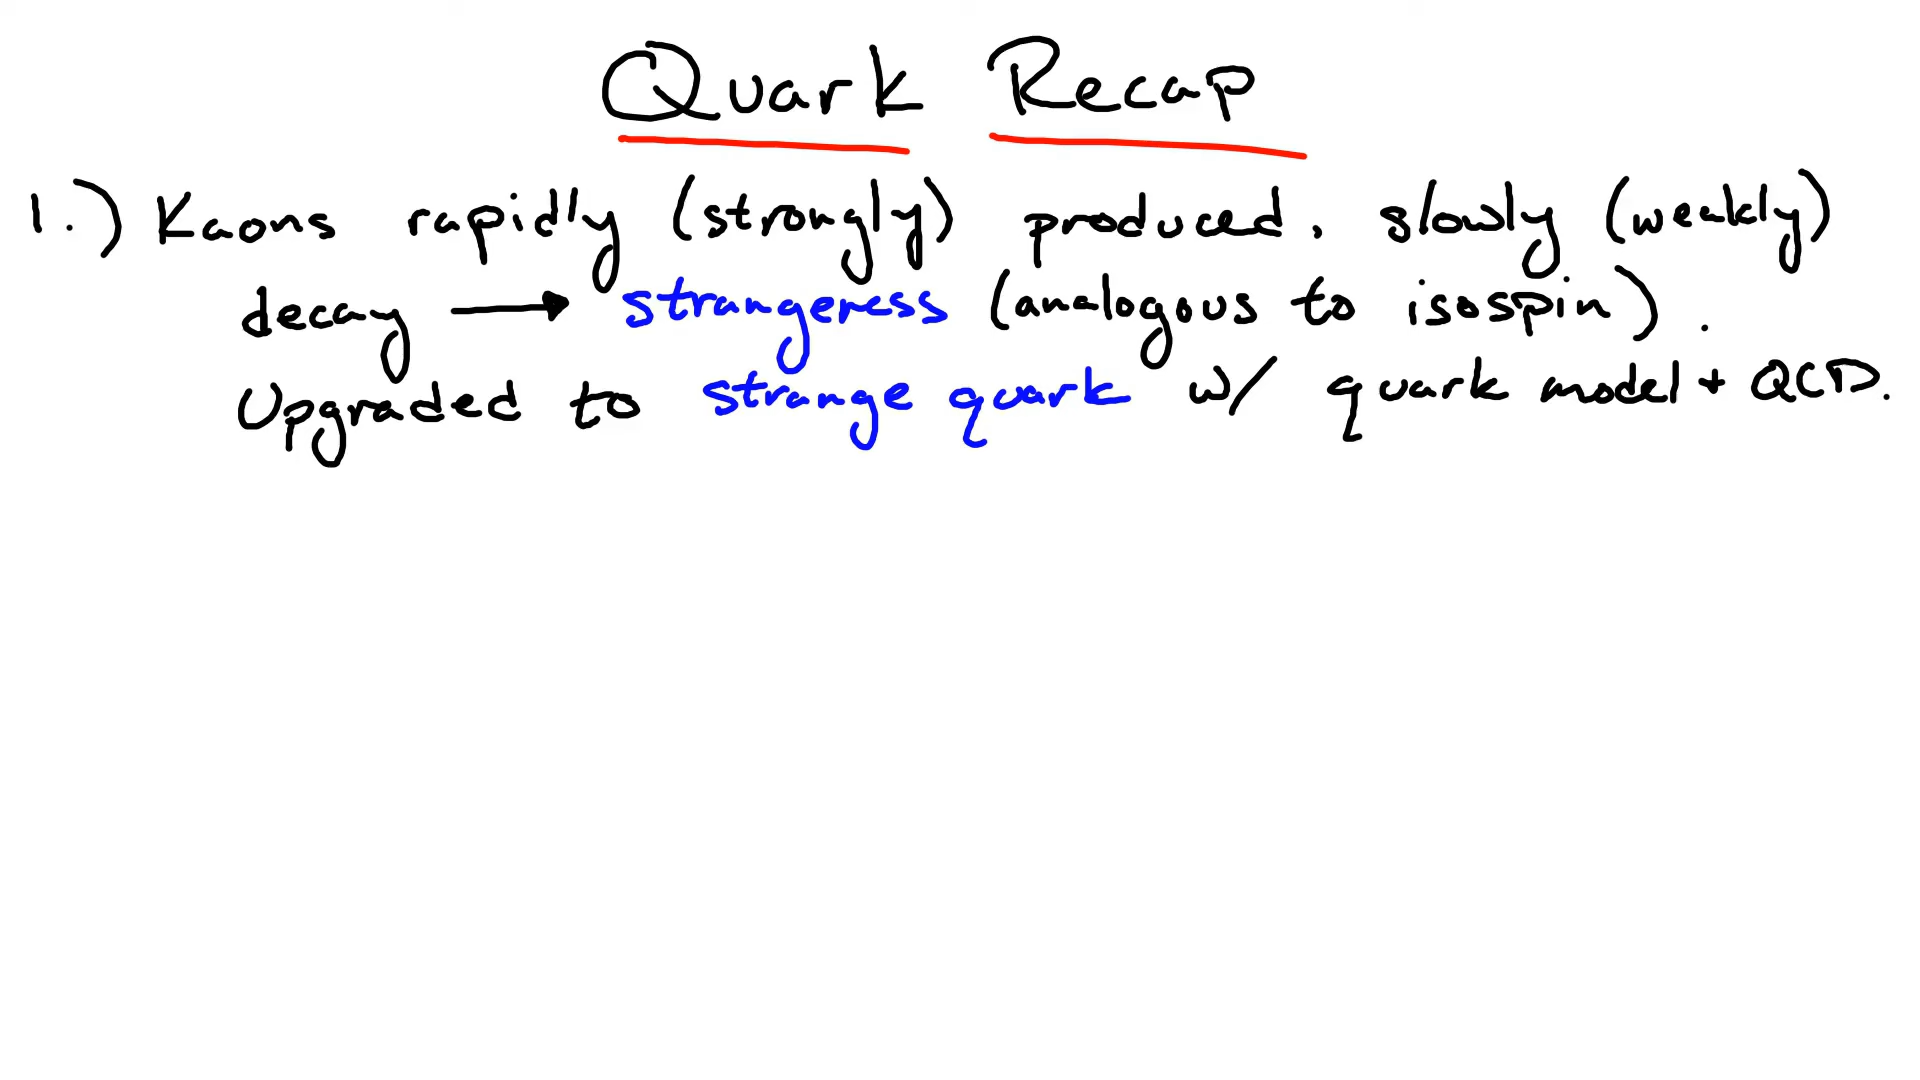 Quark Recap
1.) Kaons rapidly (strongly) produced, slowly (weakly)
decay → strangeness (analogous to isospin).
Upgraded to strange quark w/ quark model + QCD.